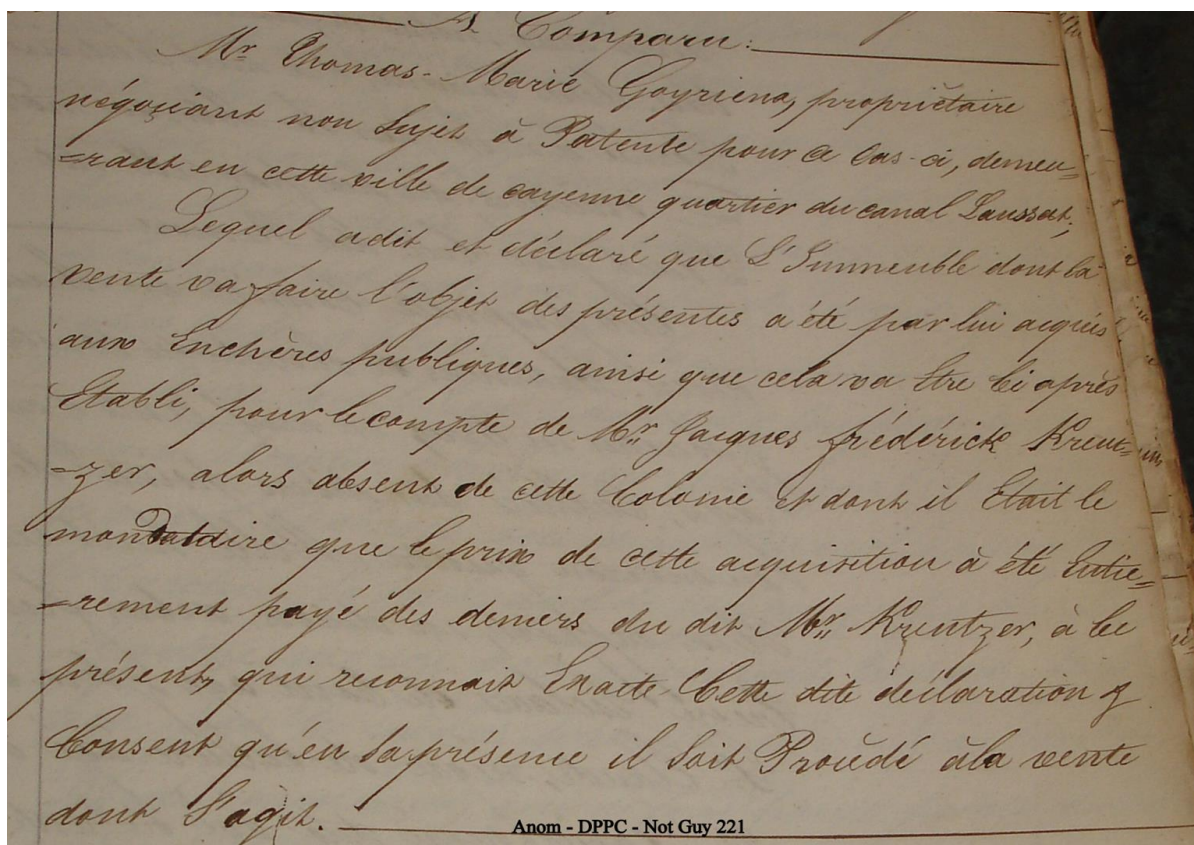 A Comparu:
Mr Thomas-Marie Goyriena, propriétaire
négociant non Sujet à Patente pour ce Cas-ci, demeu=
=rant en cette ville de cayenne quartier du canal Laussat;
Lequel a dit et déclaré que L'Immeuble dont la
vente va faire l'objet des présentes a été par lui acquis
aux Enchères publiques, ainsi que cela va Etre Ci après
Etabli, pour le compte de Mr Jacques frédérick Kreut=
=zer, alors absent de cette Colonie et dont il Etait le
mandataire que le prix de cette acquisition à été Entiè=
=rement payé des deniers du dit Mr Kreutzer, à Ce
présent, qui reconnait Exacte Cette dite déclaration &
Consent qu'en sa présence il Soit Procédé à la vente
dont S'agit.
Anom - DPPC - Not Guy 221